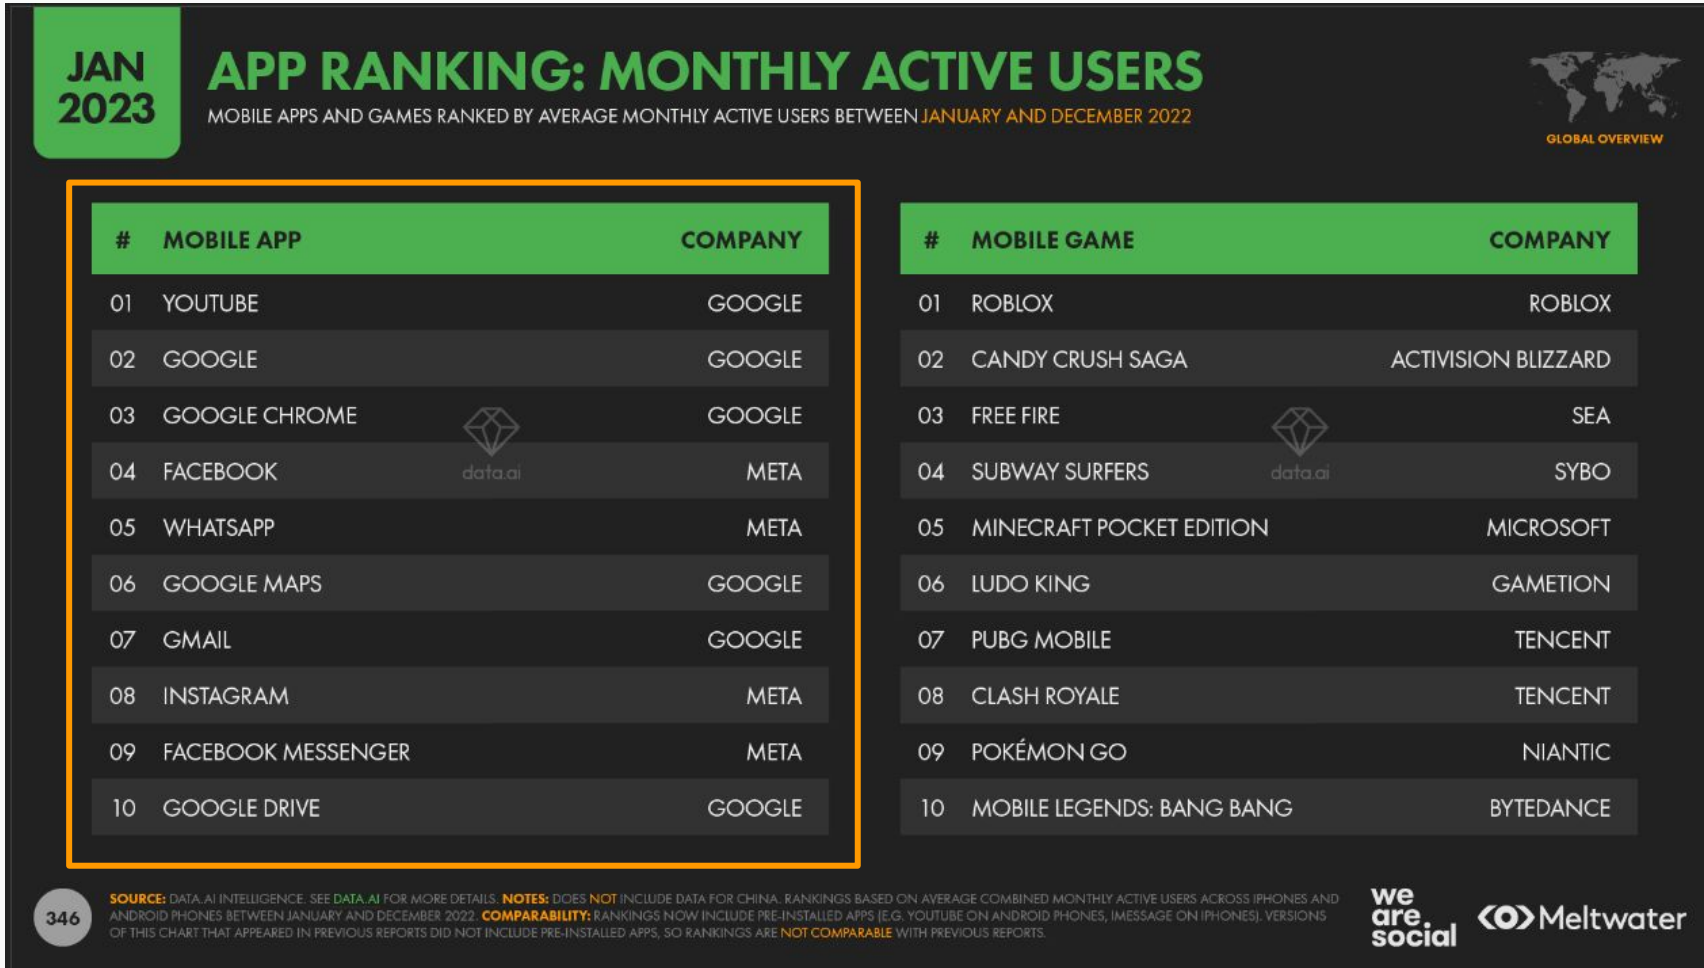 JAN
2023
APP RANKING: MONTHLY ACTIVE USERS
MOBILE APPS AND GAMES RANKED BY AVERAGE MONTHLY ACTIVE USERS BETWEEN JANUARY AND DECEMBER 2022
GLOBAL OVERVIEW
# MOBILE APP COMPANY
01 YOUTUBE GOOGLE
02 GOOGLE GOOGLE
03 GOOGLE CHROME GOOGLE
04 FACEBOOK META
05 WHATSAPP META
06 GOOGLE MAPS GOOGLE
07 GMAIL GOOGLE
08 INSTAGRAM META
09 FACEBOOK MESSENGER META
10 GOOGLE DRIVE GOOGLE
data.ai
# MOBILE GAME COMPANY
01 ROBLOX ROBLOX
02 CANDY CRUSH SAGA ACTIVISION BLIZZARD
03 FREE FIRE SEA
04 SUBWAY SURFERS SYBO
05 MINECRAFT POCKET EDITION MICROSOFT
06 LUDO KING GAMETION
07 PUBG MOBILE TENCENT
08 CLASH ROYALE TENCENT
09 POKÉMON GO NIANTIC
10 MOBILE LEGENDS: BANG BANG BYTEDANCE
data.ai
346
SOURCE: DATA.AI INTELLIGENCE. SEE DATA.AI FOR MORE DETAILS. NOTES: DOES NOT INCLUDE DATA FOR CHINA. RANKINGS BASED ON AVERAGE COMBINED MONTHLY ACTIVE USERS ACROSS IPHONES AND
ANDROID PHONES BETWEEN JANUARY AND DECEMBER 2022. COMPARABILITY: RANKINGS NOW INCLUDE PRE-INSTALLED APPS (E.G. YOUTUBE ON ANDROID PHONES, IMESSAGE ON IPHONES). VERSIONS
OF THIS CHART THAT APPEARED IN PREVIOUS REPORTS DID NOT INCLUDE PRE-INSTALLED APPS, SO RANKINGS ARE NOT COMPARABLE WITH PREVIOUS REPORTS.
we
are.
social
Meltwater